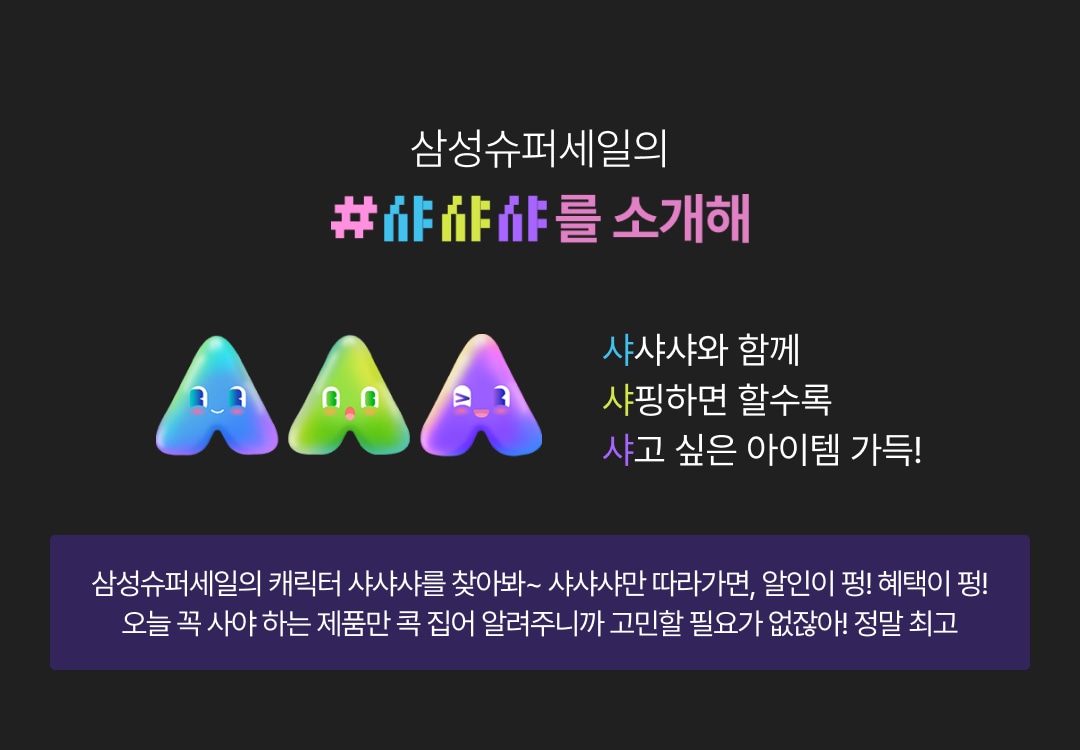 삼성슈퍼세일의
#샤샤샤를 소개해
샤샤샤와 함께
샤핑하면 할수록
샤고 싶은 아이템 가득!
삼성슈퍼세일의 캐릭터 샤샤샤를 찾아봐~ 샤샤샤만 따라가면, 알인이 펑! 혜택이 펑!
오늘 꼭 사야 하는 제품만 콕 집어 알려주니까 고민할 필요가 없잖아! 정말 최고